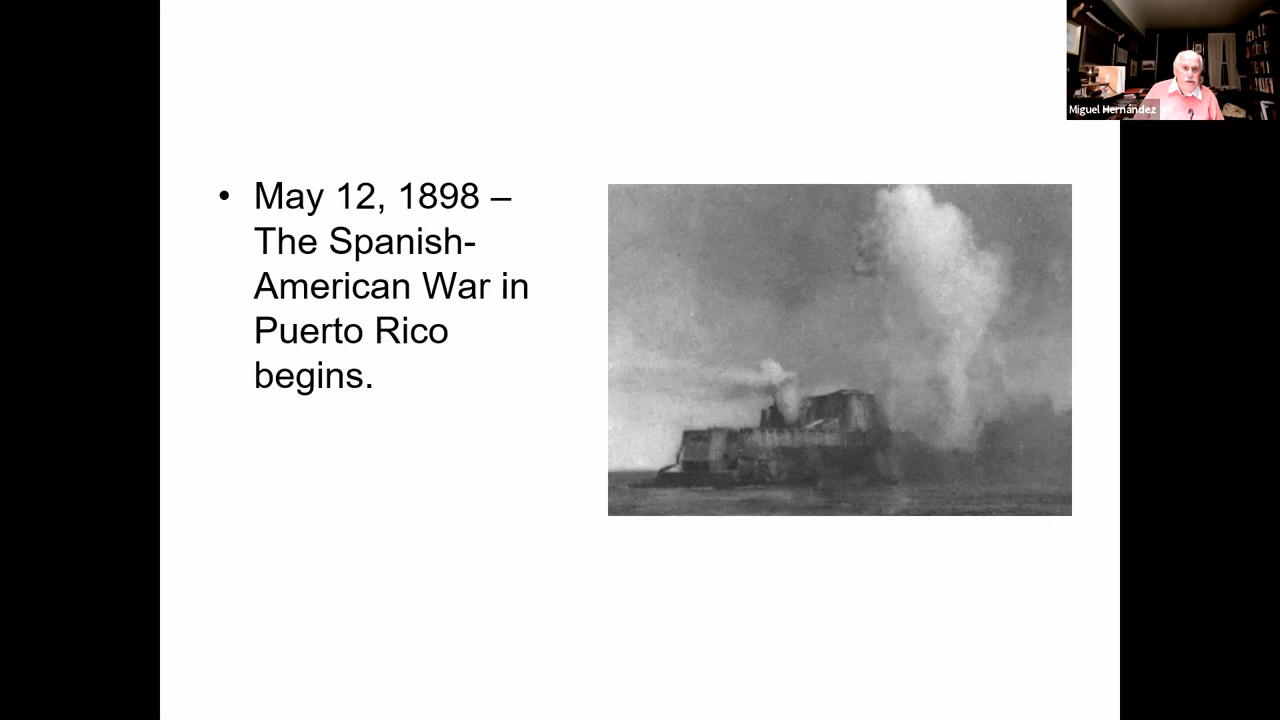 Miguel Hernández
• May 12, 1898 –
The Spanish-
American War in
Puerto Rico
begins.